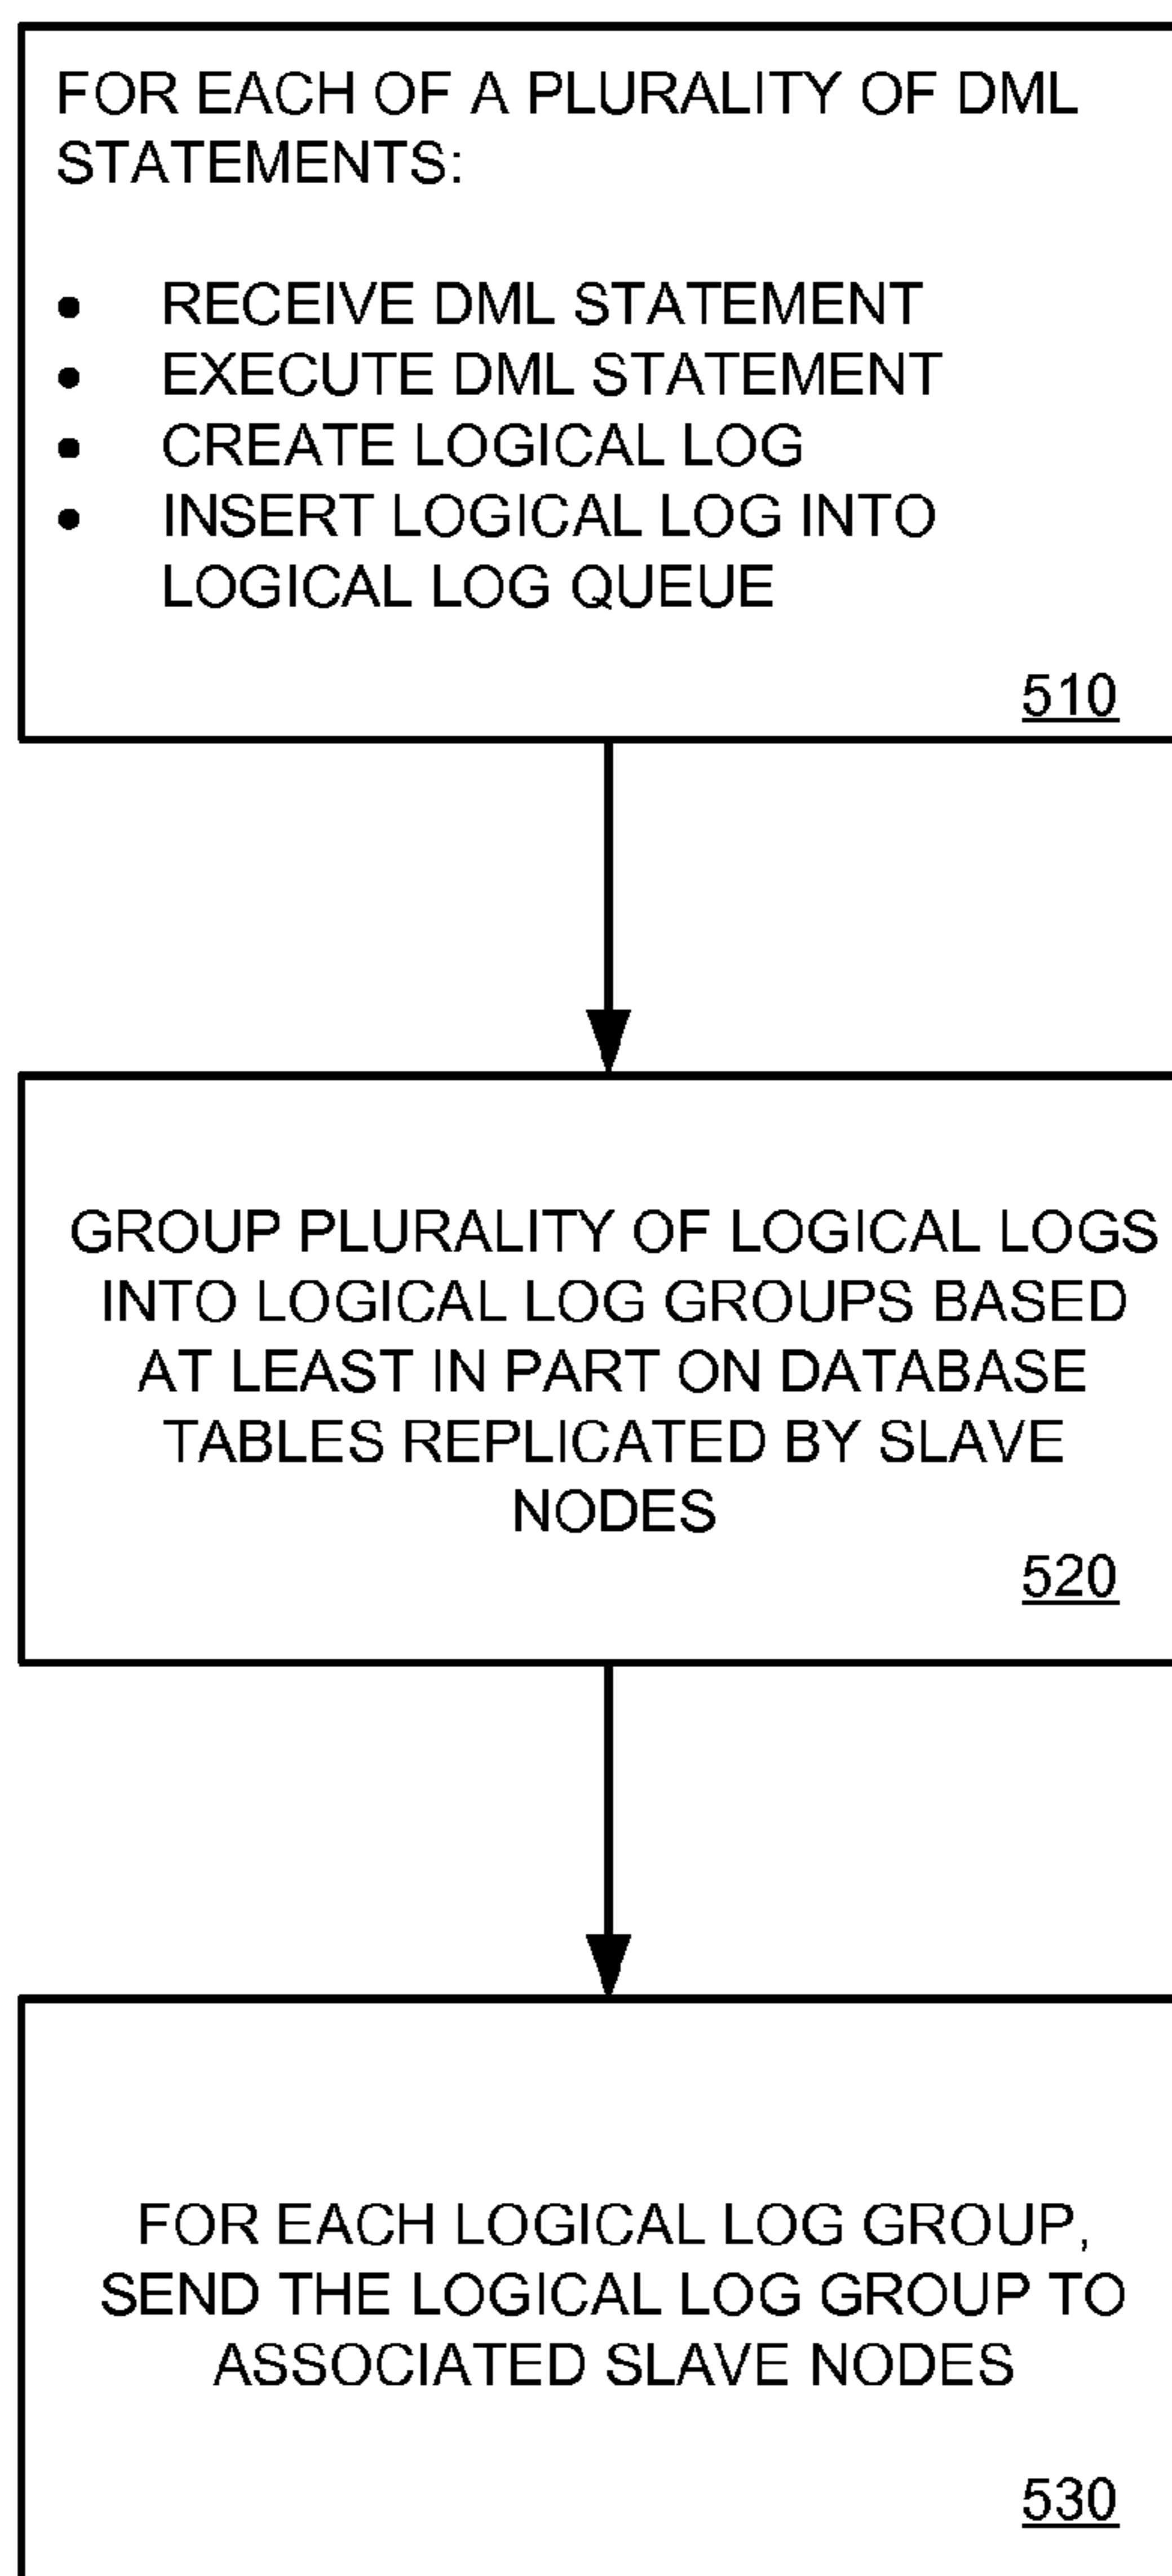 FOR EACH OF A PLURALITY OF DML
STATEMENTS:
• RECEIVE DML STATEMENT
• EXECUTE DML STATEMENT
• CREATE LOGICAL LOG
• INSERT LOGICAL LOG INTO
LOGICAL LOG QUEUE
510
GROUP PLURALITY OF LOGICAL LOGS
INTO LOGICAL LOG GROUPS BASED
AT LEAST IN PART ON DATABASE
TABLES REPLICATED BY SLAVE
NODES
520
FOR EACH LOGICAL LOG GROUP,
SEND THE LOGICAL LOG GROUP TO
ASSOCIATED SLAVE NODES
530